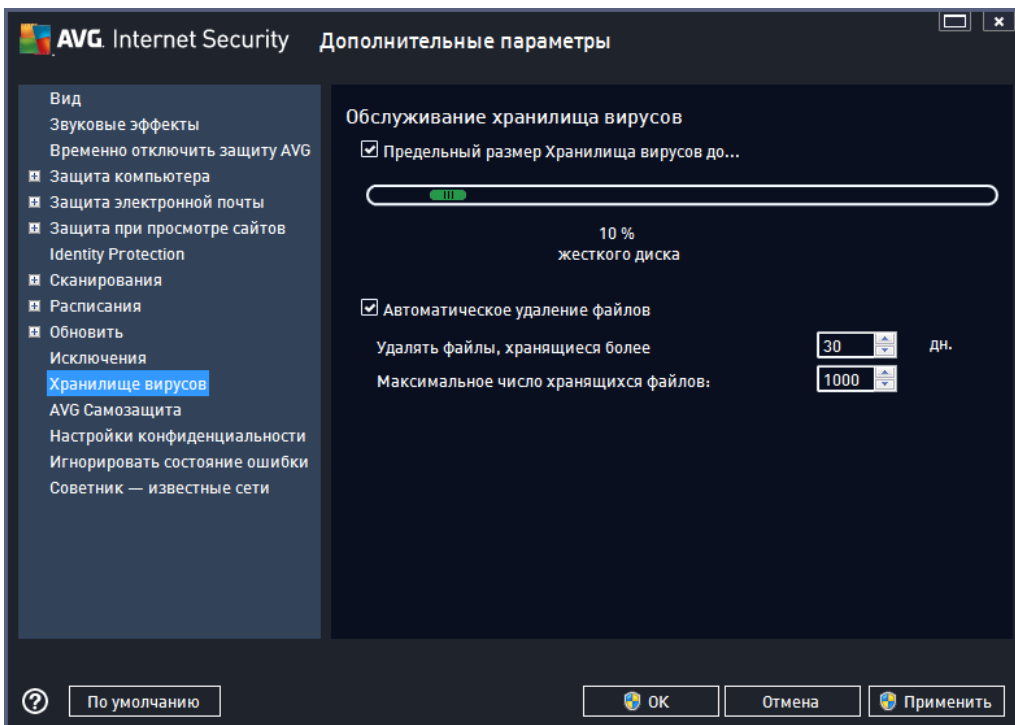 AVG. Internet Security
Дополнительные параметры
Вид
Звуковые эффекты
Временно отключить защиту AVG
Защита компьютера
Защита электронной почты
Защита при просмотре сайтов
Identity Protection
Сканирования
Расписания
Обновить
Исключения
Хранилище вирусов
AVG Самозащита
Настройки конфиденциальности
Игнорировать состояние ошибки
Советник — известные сети
Обслуживание хранилища вирусов
Предельный размер Хранилища вирусов до...
10 %
жесткого диска
Автоматическое удаление файлов
Удалять файлы, хранящиеся более 30 дн.
Максимальное число хранящихся файлов: 1000
По умолчанию
ОК
Отмена
Применить